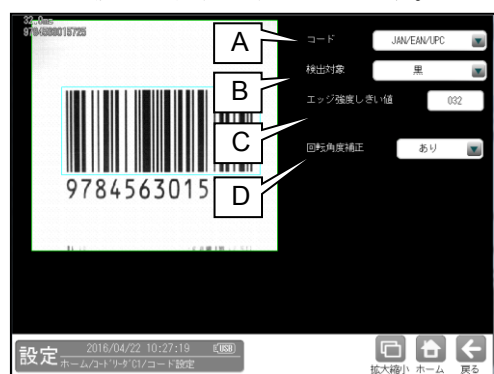 32.0ms
9784563015725
A
コード
JAN/EAN/UPC
B
検出対象
黒
エッジ強度しきい値
032
C
回転角度補正
あり
D
9784563015
設定
2016/04/22 10:27:19
USB
ホーム/コードリーダC1/コード設定
拡大縮小
ホーム
戻る